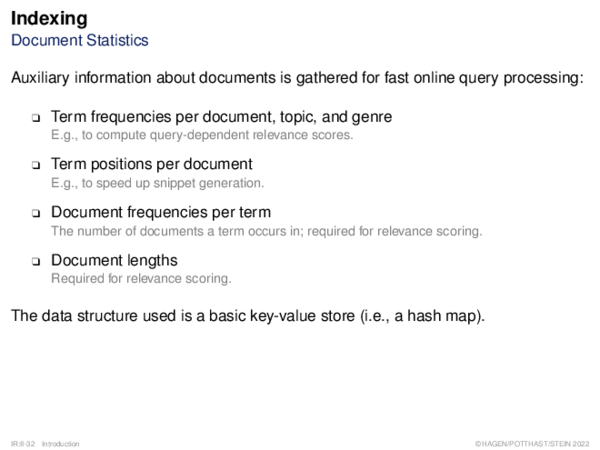 Indexing
Document Statistics
Auxiliary information about documents is gathered for fast online query processing:
❑ Term frequencies per document, topic, and genre
E.g., to compute query-dependent relevance scores.
❑ Term positions per document
E.g., to speed up snippet generation.
❑ Document frequencies per term
The number of documents a term occurs in; required for relevance scoring.
❑ Document lengths
Required for relevance scoring.
The data structure used is a basic key-value store (i.e., a hash map).
IR:II-32 Introduction © HAGEN/POTTHAST/STEIN 2022